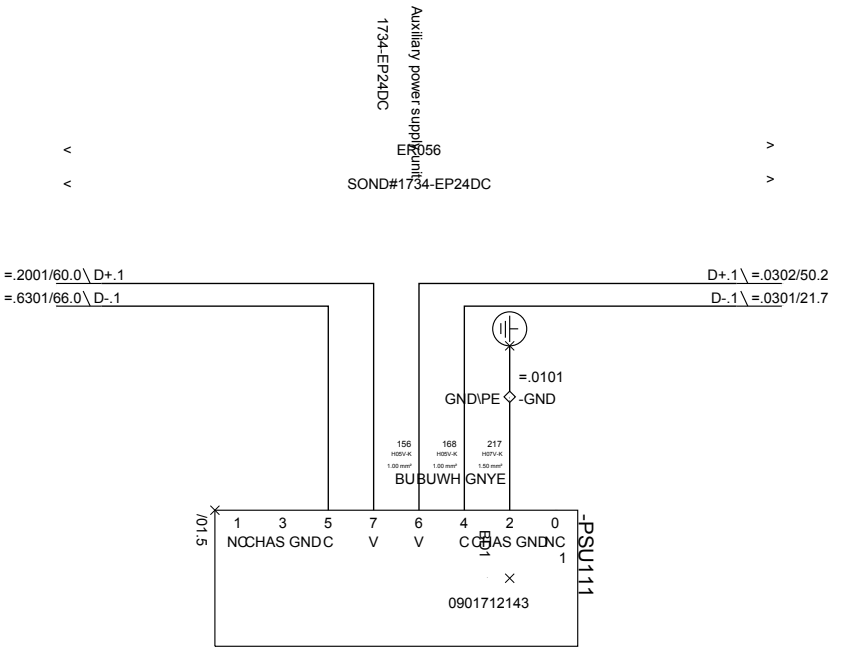 Auxiliary power supply unit
1734-EP24DC
< ER056 >
< SOND#1734-EP24DC >
=.2001/60.0\ D+.1
D+.1\ =.0302/50.2
=.6301/66.0\ D-.1
D-.1\ =.0301/21.7
=.0101
GND\PE -GND
156 168 217
H05V-K H05V-K H07V-K
1.00 mm² 1.00 mm² 1.50 mm²
BU BUWH GNYE
/01.5
-PSU111
1 3 5 7 6 4 2 0
NC CHAS GND C V V C CHAS GND NC
BD1
1
0901712143